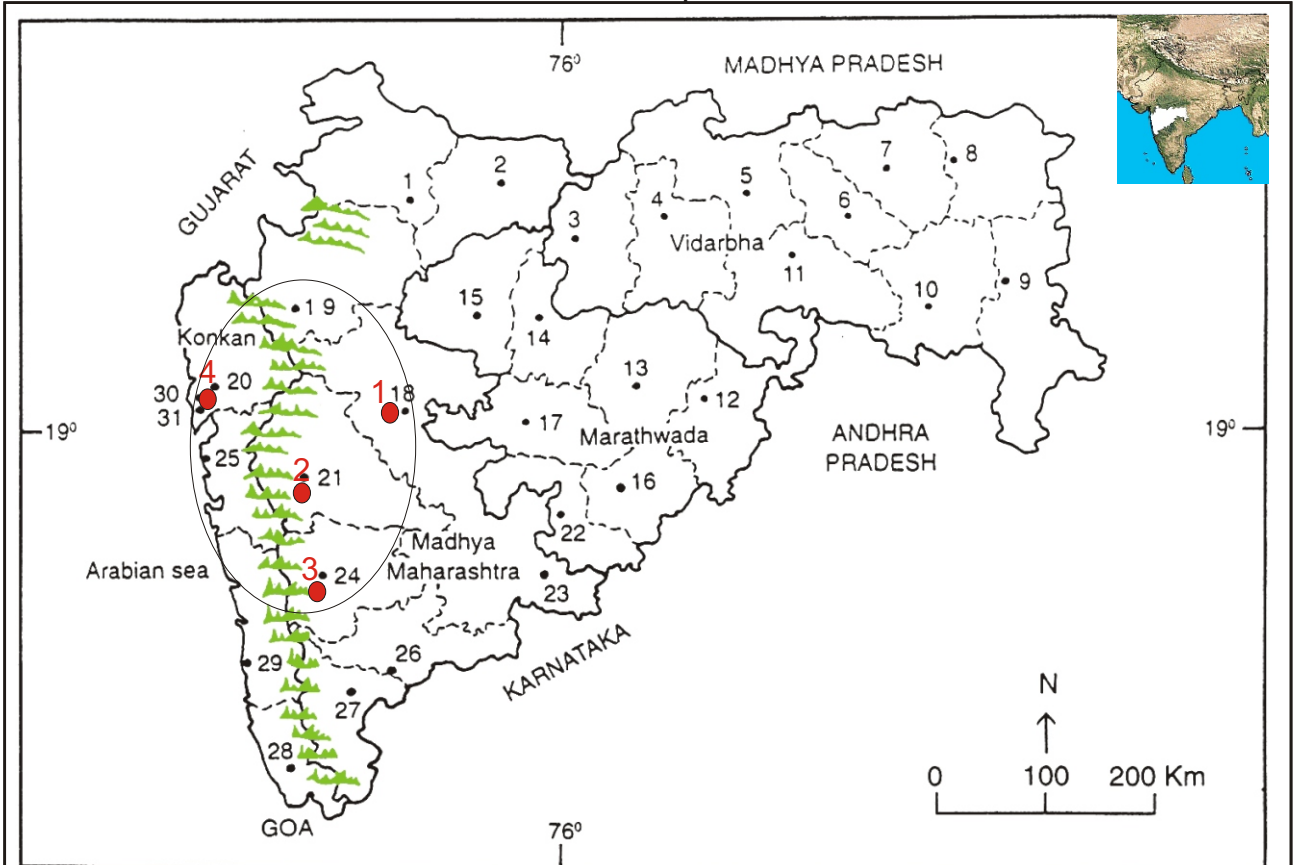 76⁰
MADHYA PRADESH
GUJARAT
1
2
3
4
5
6
7
8
Vidarbha
11
10
9
15
14
19
Konkan
4
20
30
31
1
18
13
12
17
Marathwada
19⁰
19⁰
ANDHRA
PRADESH
25
2
21
16
22
Madhya
Maharashtra
Arabian sea
3
24
23
KARNATAKA
29
26
27
28
GOA
76⁰
N
0 100 200 Km